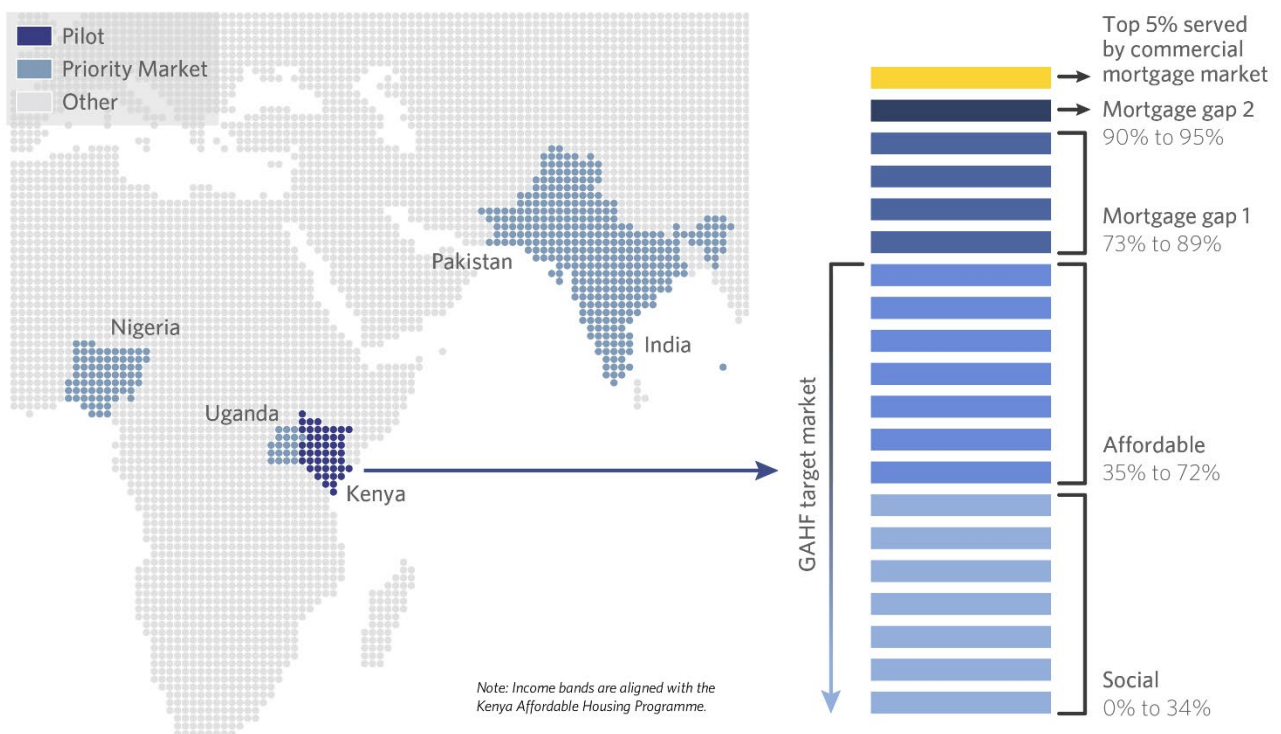 Pilot
Priority Market
Other
Pakistan
India
Nigeria
Uganda
Kenya
Note: Income bands are aligned with the
Kenya Affordable Housing Programme.
GAHF target market
Top 5% served
by commercial
mortgage market
Mortgage gap 2
90% to 95%
Mortgage gap 1
73% to 89%
Affordable
35% to 72%
Social
0% to 34%